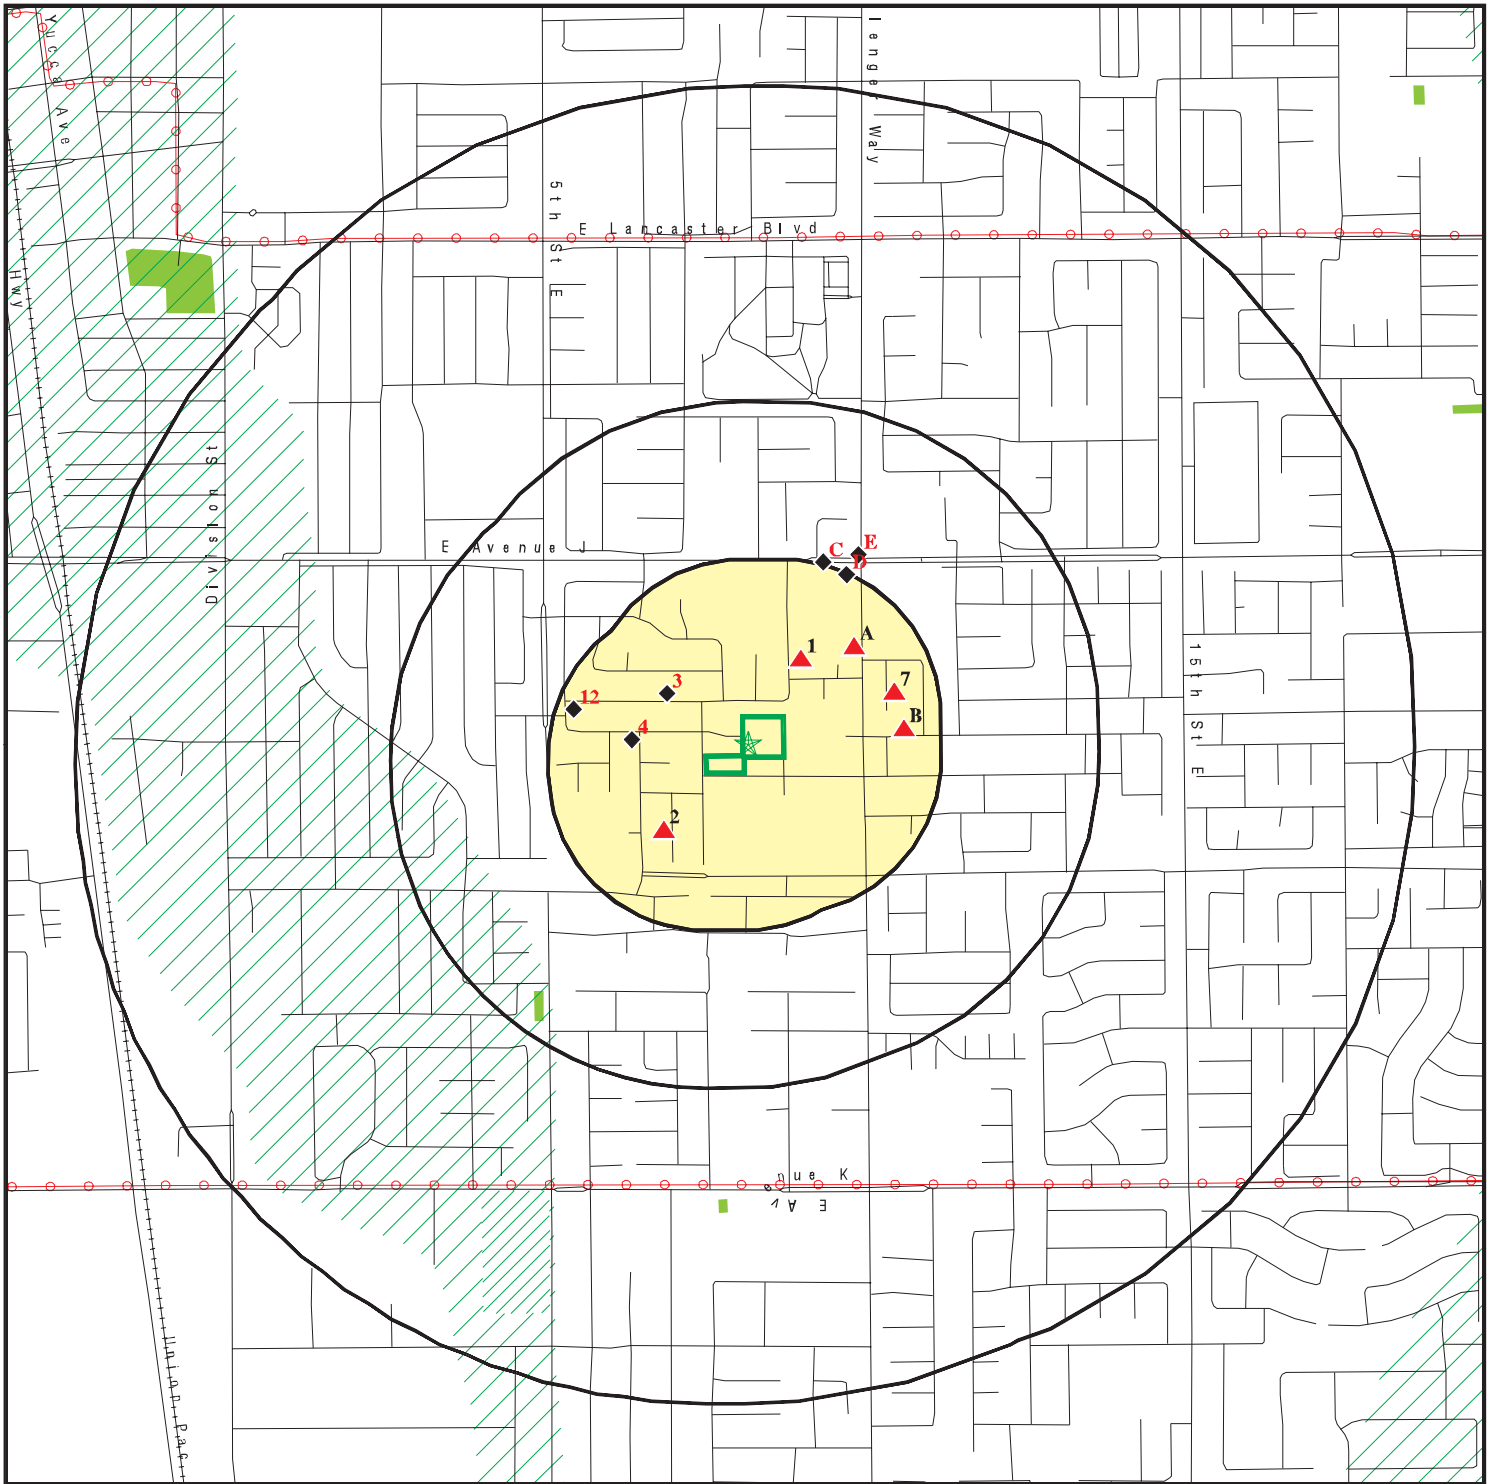 Yucca Ave
Hwy
lenger Way
5th St E
E Lancaster Blvd
Division St
E Avenue J
C
E
D
1
A
3
7
12
B
4
2
15th St E
E Avenue K
Union Pac